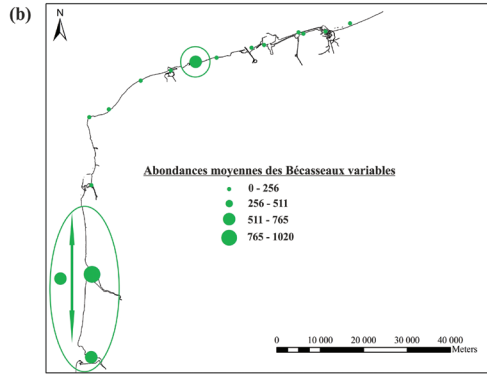 (b)
N
Abondances moyennes des Bécasseaux variables
0 - 256
256 - 511
511 - 765
765 - 1020
0 10 000 20 000 30 000 40 000
Meters